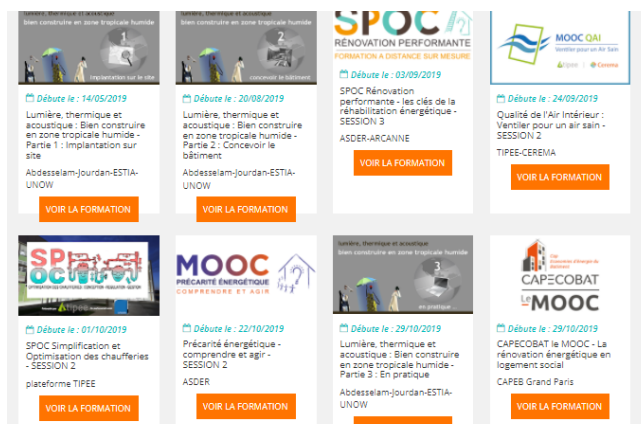 lumière, thermique et acoustique
bien construire en zone tropicale humide
1
Implantation sur le site
Débute le : 14/05/2019
Lumière, thermique et
acoustique : Bien construire
en zone tropicale humide -
Partie 1 : Implantation sur
site
Abdesselam-Jourdan-ESTIA-
UNOW
VOIR LA FORMATION
lumière, thermique et acoustique
bien construire en zone tropicale humide
2
concevoir le bâtiment
Débute le : 20/08/2019
Lumière, thermique et
acoustique : Bien construire
en zone tropicale humide -
Partie 2 : Concevoir le
bâtiment
Abdesselam-Jourdan-ESTIA-
UNOW
VOIR LA FORMATION
SPOC
RÉNOVATION PERFORMANTE
FORMATION A DISTANCE SUR MESURE
Débute le : 03/09/2019
SPOC Rénovation
performante - les clés de la
réhabilitation énergétique -
SESSION 3
ASDER-ARCANNE
VOIR LA FORMATION
MOOC QAI
Ventiler pour un Air Sain
tipee
Cerema
Débute le : 24/09/2019
Qualité de l'Air Intérieur :
Ventiler pour un air sain -
SESSION 2
TIPEE-CEREMA
VOIR LA FORMATION
SPOC
tipee
Débute le : 01/10/2019
SPOC Simplification et
Optimisation des chaufferies
- SESSION 2
plateforme TIPEE
VOIR LA FORMATION
MOOC
PRÉCARITÉ ÉNERGÉTIQUE
COMPRENDRE ET AGIR
Débute le : 22/10/2019
Précarité énergétique -
comprendre et agir -
SESSION 2
ASDER
VOIR LA FORMATION
lumière, thermique et acoustique
bien construire en zone tropicale humide
3
en pratique
Débute le : 29/10/2019
Lumière, thermique et
acoustique : Bien construire
en zone tropicale humide -
Partie 3 : En pratique
Abdesselam-Jourdan-ESTIA-
UNOW
CAPECOBAT
Le MOOC
Débute le : 29/10/2019
CAPECOBAT le MOOC - La
rénovation énergétique en
logement social
CAPEB Grand Paris
VOIR LA FORMATION